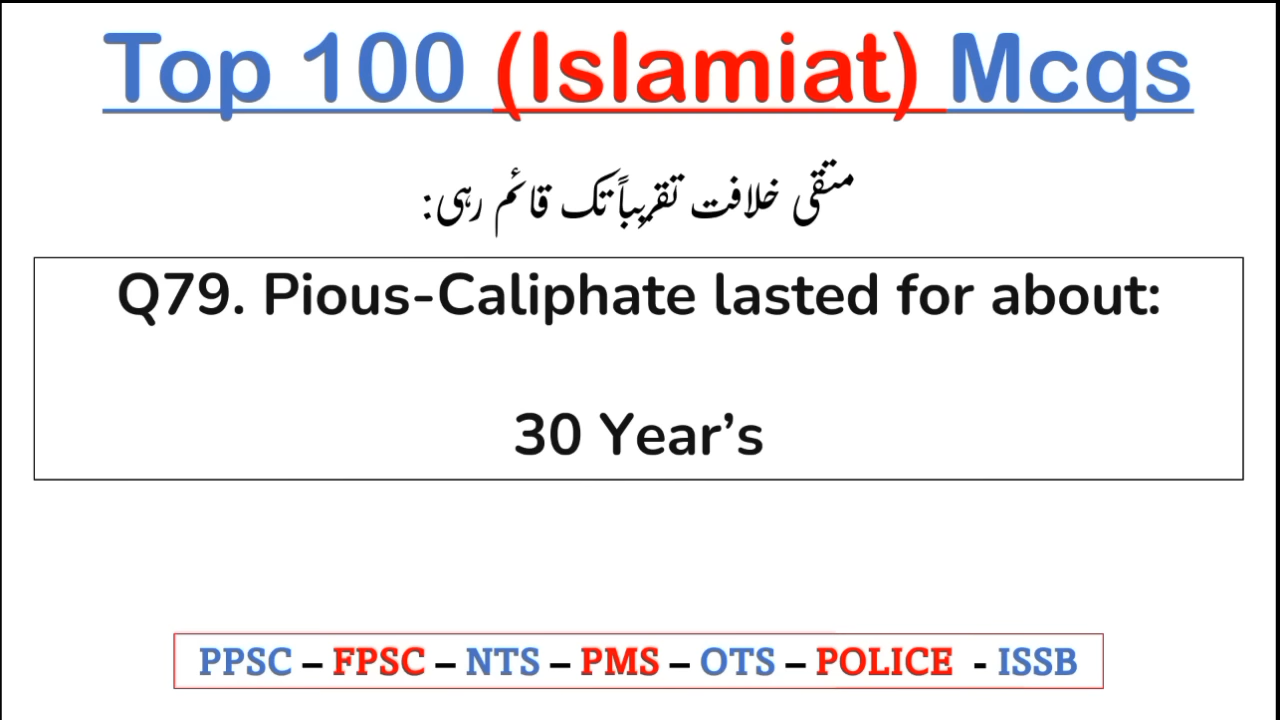 Top 100 (Islamiat) Mcqs
متقی خلافت تقریباً تک قائم رہی:
Q79. Pious-Caliphate lasted for about:
30 Year’s
PPSC – FPSC – NTS – PMS – OTS – POLICE - ISSB